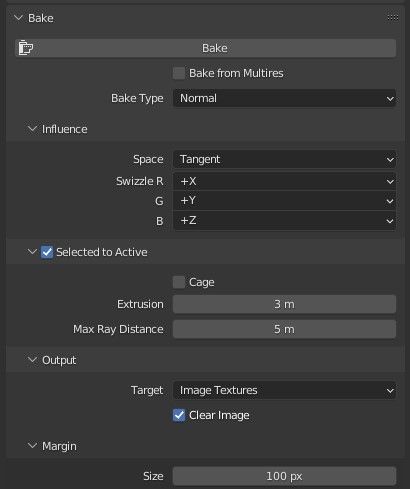 Bake
Bake
Bake from Multires
Bake Type Normal
Influence
Space Tangent
Swizzle R +X
G +Y
B +Z
Selected to Active
Cage
Extrusion 3 m
Max Ray Distance 5 m
Output
Target Image Textures
Clear Image
Margin
Size 100 px